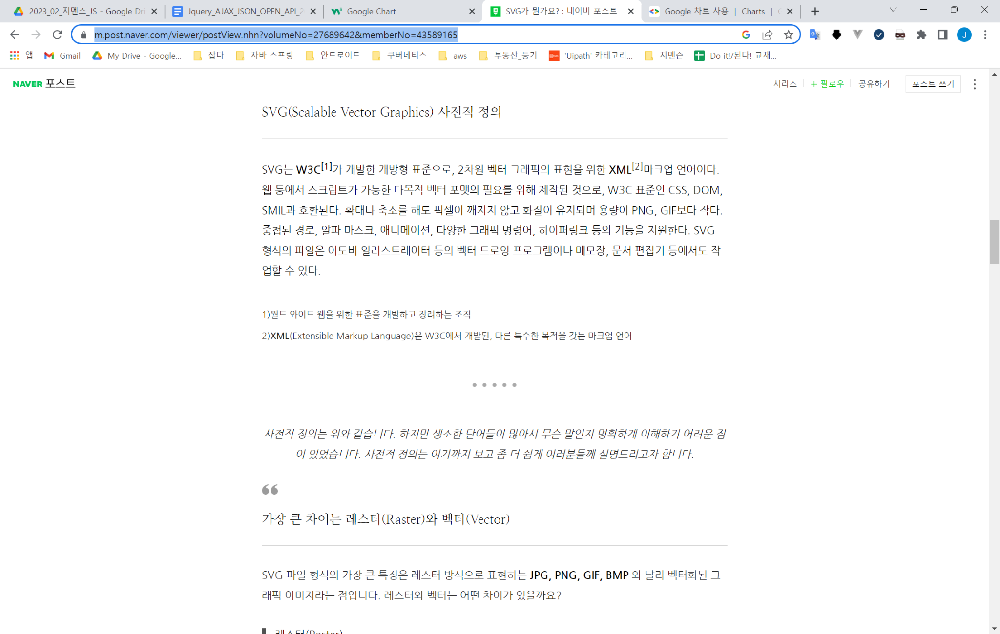 2023_02_지멘스_JS - Google Dri
Jquery_AJAX_JSON_OPEN_API_2
Google Chart
SVG가 뭔가요? : 네이버 포스트
Google 차트 사용 | Charts |
m.post.naver.com/viewer/postView.nhn?volumeNo=27689642&memberNo=43589165
앱
Gmail
My Drive - Google...
잡다
자바 스프링
안드로이드
쿠버네티스
aws
부동산_등기
'Uipath' 카테고리...
지멘슨
Do it!/된다! 교재...
NAVER 포스트
시리즈
+ 팔로우
공유하기
포스트 쓰기
SVG(Scalable Vector Graphics) 사전적 정의
SVG는 W3C[1]가 개발한 개방형 표준으로, 2차원 벡터 그래픽의 표현을 위한 XML[2]마크업 언어이다.
웹 등에서 스크립트가 가능한 다목적 벡터 포맷의 필요를 위해 제작된 것으로, W3C 표준인 CSS, DOM,
SMIL과 호환된다. 확대나 축소를 해도 픽셀이 깨지지 않고 화질이 유지되며 용량이 PNG, GIF보다 작다.
중첩된 경로, 알파 마스크, 애니메이션, 다양한 그래픽 명령어, 하이퍼링크 등의 기능을 지원한다. SVG
형식의 파일은 어도비 일러스트레이터 등의 벡터 드로잉 프로그램이나 메모장, 문서 편집기 등에서도 작
업할 수 있다.
1)월드 와이드 웹을 위한 표준을 개발하고 장려하는 조직
2)XML(Extensible Markup Language)은 W3C에서 개발된, 다른 특수한 목적을 갖는 마크업 언어
사전적 정의는 위와 같습니다. 하지만 생소한 단어들이 많아서 무슨 말인지 명확하게 이해하기 어려운 점
이 있었습니다. 사전적 정의는 여기까지 보고 좀 더 쉽게 여러분들께 설명드리고자 합니다.
가장 큰 차이는 레스터(Raster)와 벡터(Vector)
SVG 파일 형식의 가장 큰 특징은 레스터 방식으로 표현하는 JPG, PNG, GIF, BMP 와 달리 벡터화된 그
래픽 이미지라는 점입니다. 레스터와 벡터는 어떤 차이가 있을까요?
레스터(Raster)